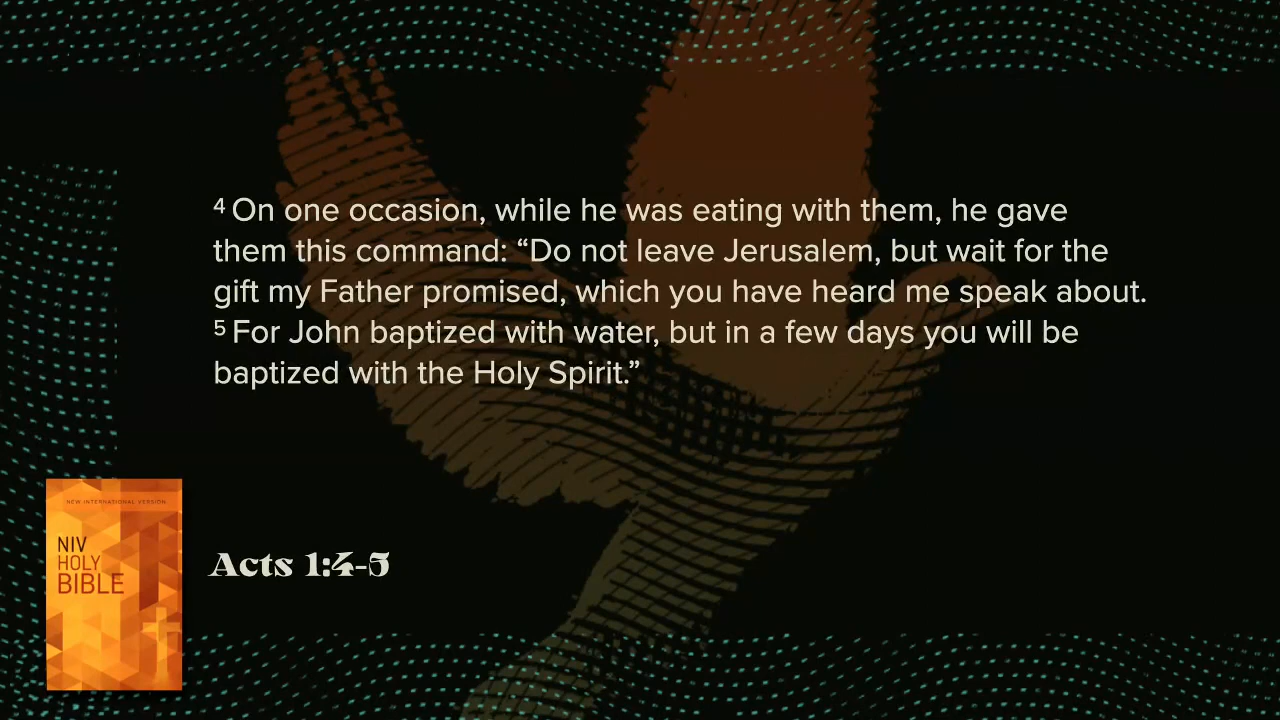 4 On one occasion, while he was eating with them, he gave
them this command: “Do not leave Jerusalem, but wait for the
gift my Father promised, which you have heard me speak about.
5 For John baptized with water, but in a few days you will be
baptized with the Holy Spirit.”
NEW INTERNATIONAL VERSION
NIV
HOLY
BIBLE
Acts 1:4-5